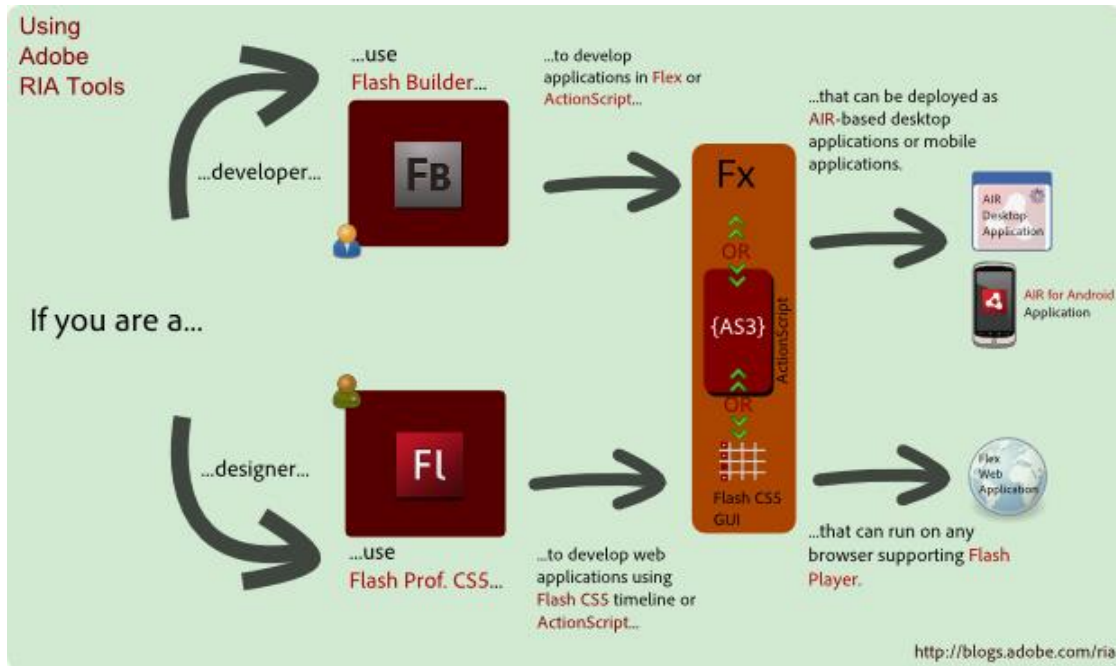 Using
Adobe
RIA Tools
If you are a...
...developer...
...use
Flash Builder...
FB
...to develop
applications in Flex or
ActionScript...
Fx
OR
{AS3}
ActionScript
OR
Flash CS5
GUI
...that can be deployed as
AIR-based desktop
applications or mobile
applications.
AIR
Desktop
Application
AIR for Android
Application
...designer...
Fl
...use
Flash Prof. CS5...
...to develop web
applications using
Flash CS5 timeline or
ActionScript...
Flex
Web
Application
...that can run on any
browser supporting Flash
Player.
http://blogs.adobe.com/ria